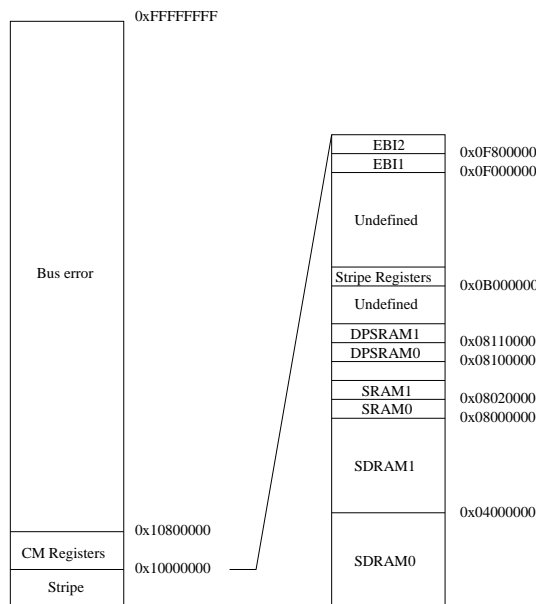 0xFFFFFFFF
Bus error
0x10800000
CM Registers
0x10000000
Stripe
EBI2
0x0F800000
EBI1
0x0F000000
Undefined
Stripe Registers
0x0B000000
Undefined
DPSRAM1
0x08110000
DPSRAM0
0x08100000
SRAM1
0x08020000
SRAM0
0x08000000
SDRAM1
0x04000000
SDRAM0